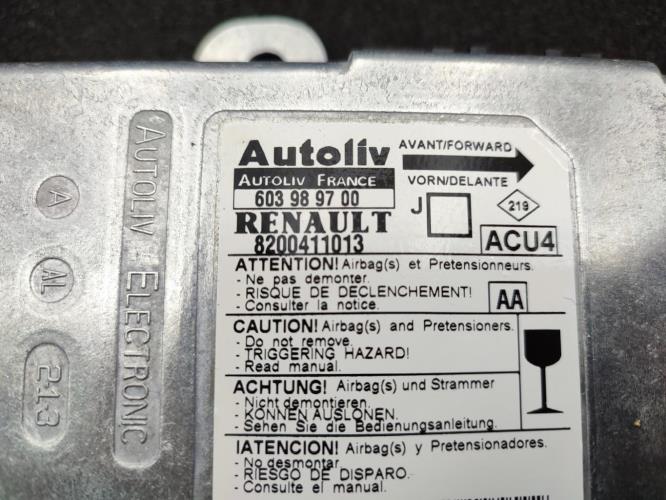 Autoliv
AVANT/FORWARD
AUTOLIV FRANCE
VORN/DELANTE
603 98 97 00
J
219
RENAULT
8200411013
ACU4
ATTENTION! Airbag(s) et Pretensionneurs.
- Ne pas demonter.
- RISQUE DE DECLENCHEMENT!
- Consulter la notice.
AA
CAUTION! Airbag(s) and Pretensioners.
- Do not remove.
- TRIGGERING HAZARD!
- Read manual.
ACHTUNG! Airbag(s) und Strammer
- Nicht demontieren.
- KONNEN AUSLONEN.
- Sehen Sie die Bedienungsanleitung.
IATENCION! Airbag(s) y Pretensionadores.
- No desmontar
- RIESGO DE DISPARO.
- Consulte el manual.
AUTOLIV ELECTRONIC
A
AL
213